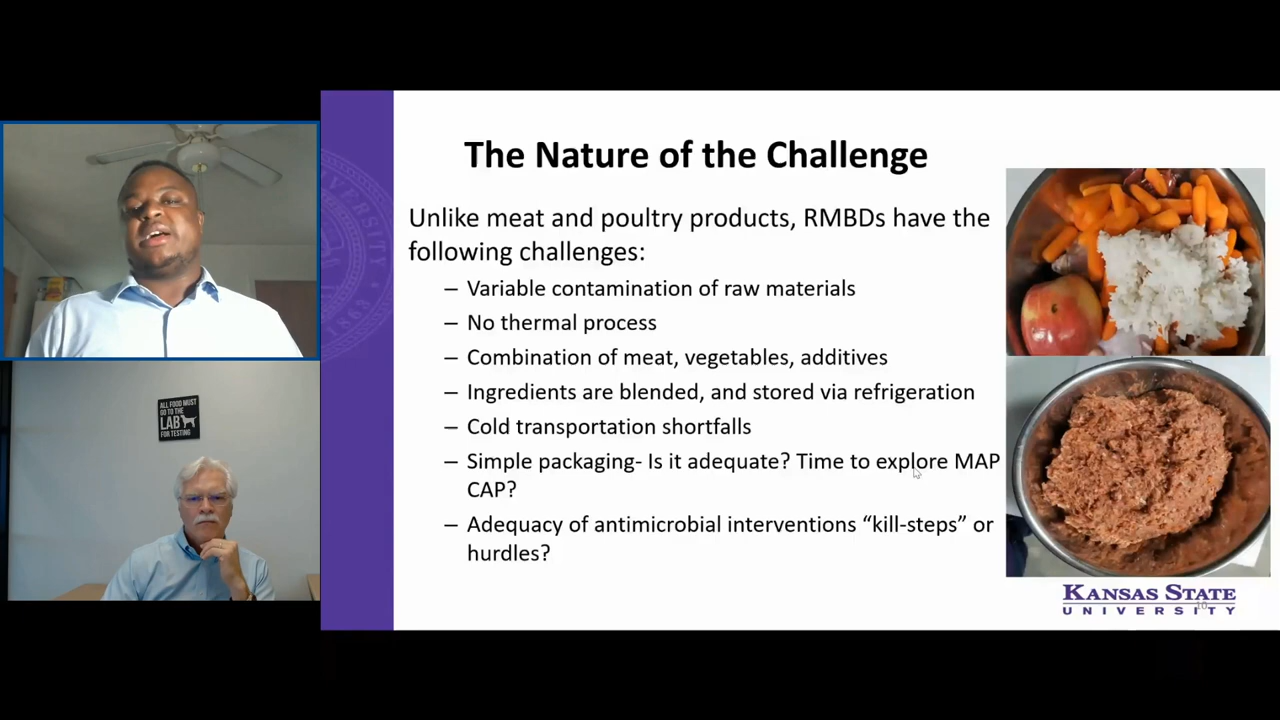 ALL FOOD MUST
GO TO THE
LAB
FOR TESTING
The Nature of the Challenge
Unlike meat and poultry products, RMBDs have the
following challenges:
– Variable contamination of raw materials
– No thermal process
– Combination of meat, vegetables, additives
– Ingredients are blended, and stored via refrigeration
– Cold transportation shortfalls
– Simple packaging- Is it adequate? Time to explore MAP
CAP?
– Adequacy of antimicrobial interventions “kill-steps” or
hurdles?
KANSAS STATE
UNIVERSITY
10